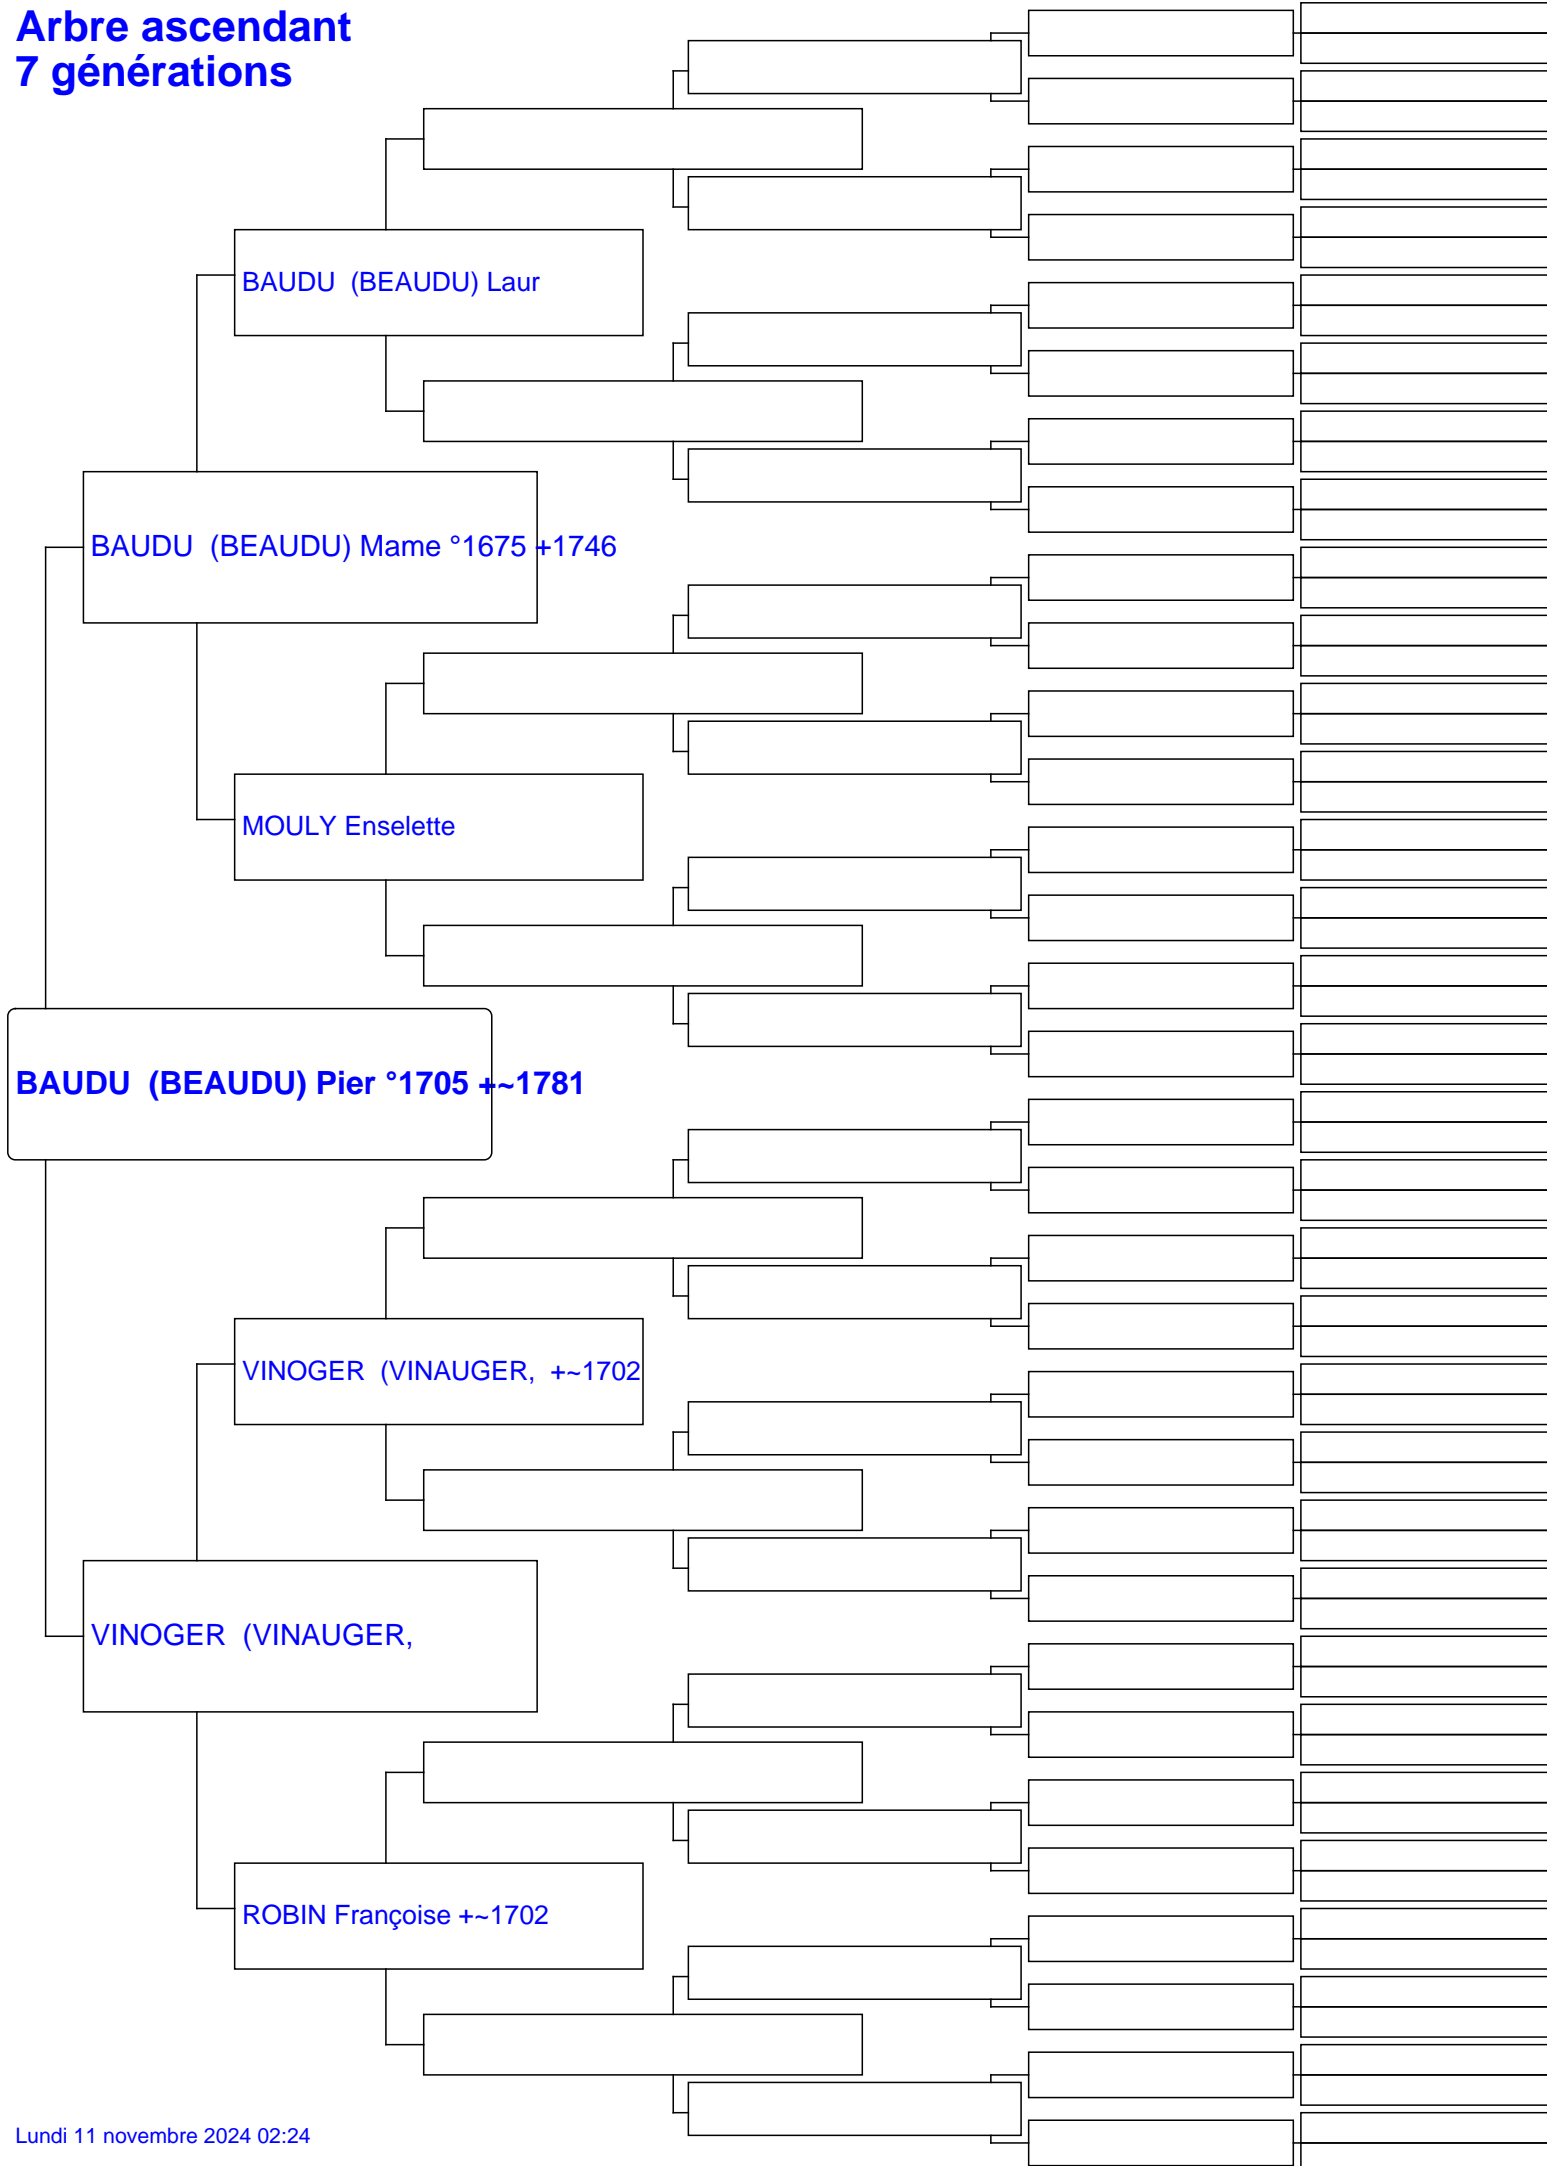 Arbre ascendant
7 générations
BAUDU (BEAUDU) Laur
BAUDU (BEAUDU) Mame °1675 +1746
MOULY Enselette
BAUDU (BEAUDU) Pier °1705 +~1781
VINOGER (VINAUGER, +~1702
VINOGER (VINAUGER,
ROBIN Françoise +~1702
Lundi 11 novembre 2024 02:24